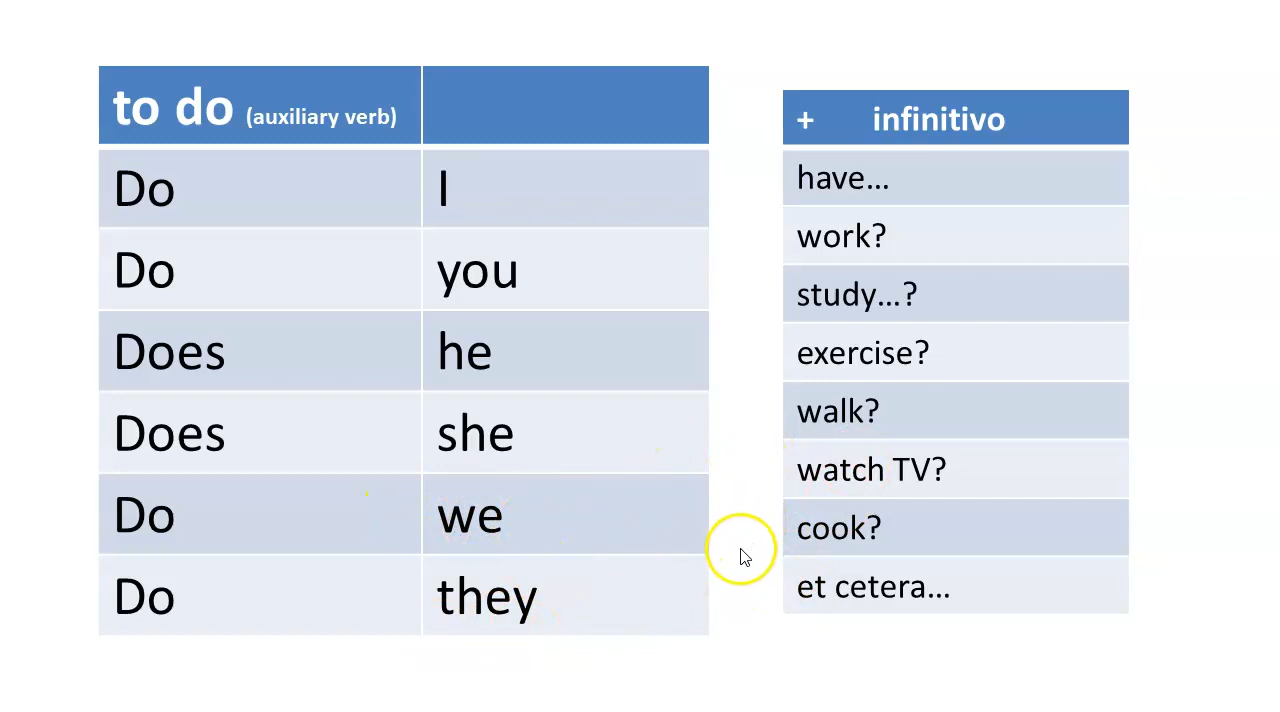 to do (auxiliary verb)
Do I
Do you
Does he
Does she
Do we
Do they
+ infinitivo
have...
work?
study...?
exercise?
walk?
watch TV?
cook?
et cetera...